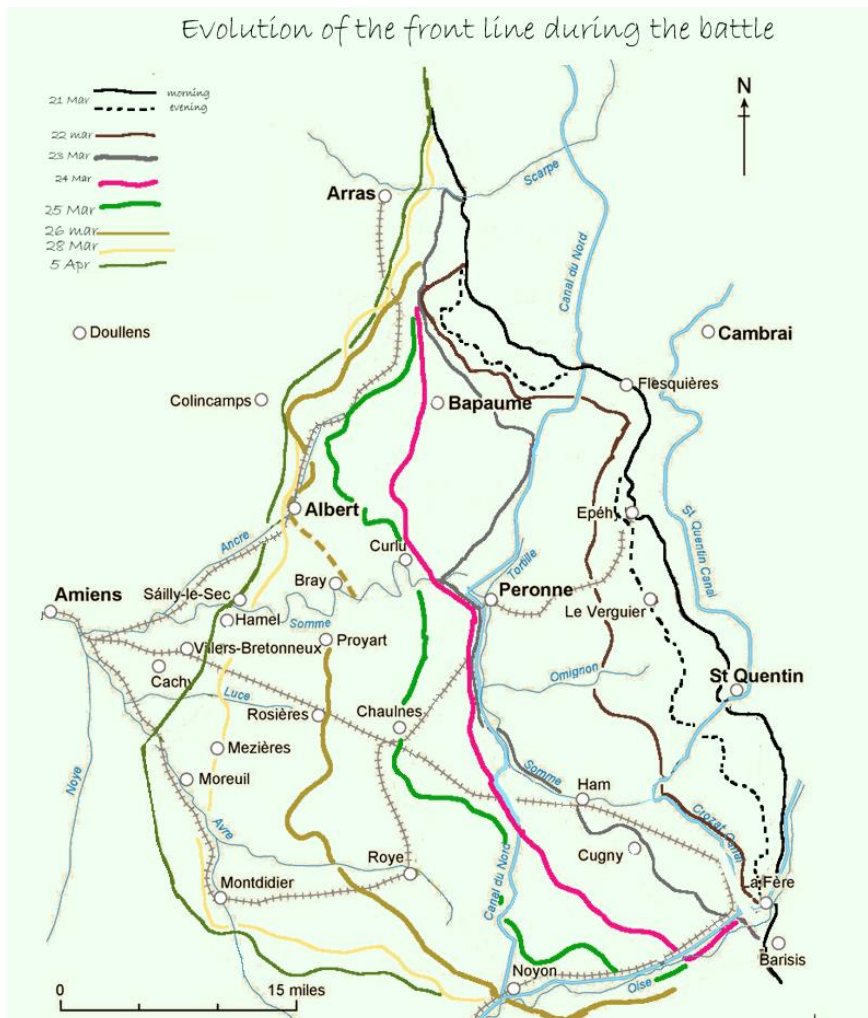 Evolution of the front line during the battle
21 Mar
morning
evening
22 mar
23 Mar
24 Mar
25 Mar
26 mar
28 Mar
5 Apr
N
Scarpe
Arras
Canal du Nord
Doullens
Cambrai
Flesquières
Colincamps
Bapaume
Albert
Epéhy
St Quentin Canal
Ancre
Curlu
Tortille
Bray
Amiens
Sáilly-le-Sec
Peronne
Le Verguier
Hamel
Somme
Villers-Bretonneux
Proyart
Cachy
Omignon
St Quentin
Luce
Rosières
Chaulnes
Mezières
Noye
Moreuil
Somme
Ham
Avre
Crozat Canal
Cugny
Roye
Canal du Nord
Montdidier
La Fère
Barisis
Noyon
Oise
0
15 miles